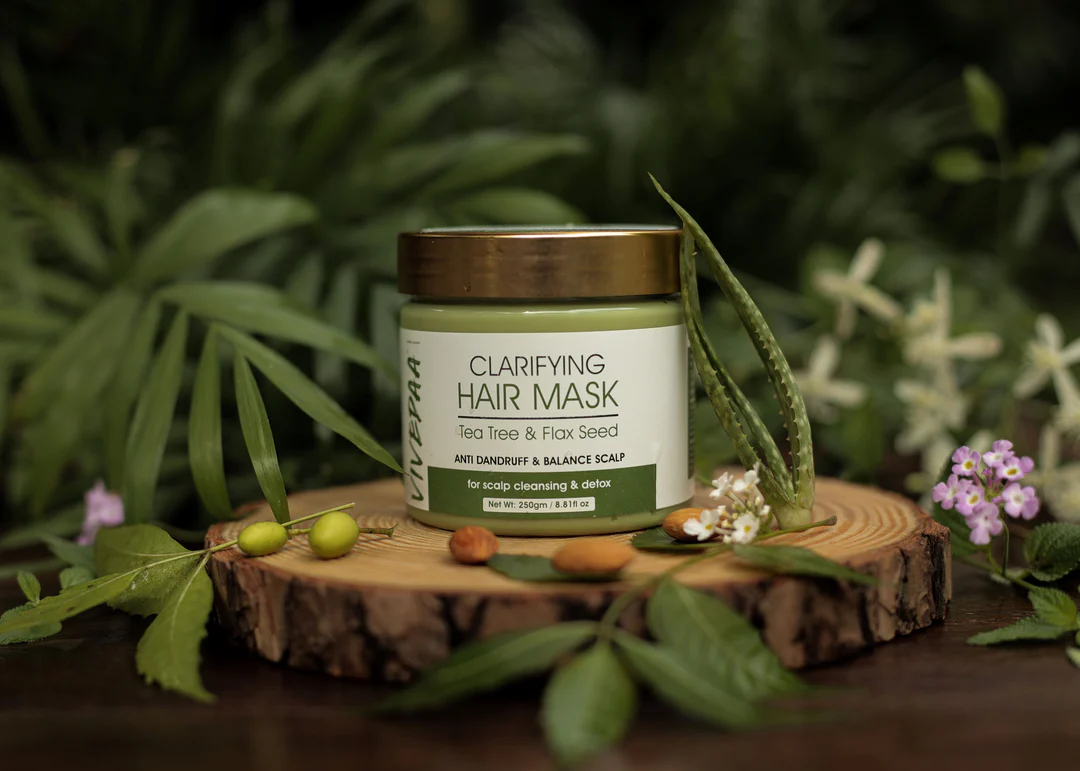 VIVEPAA
CLARIFYING
HAIR MASK
Tea Tree & Flax Seed
ANTI DANDRUFF & BALANCE SCALP
for scalp cleansing & detox
Net Wt: 250gm / 8.81fl oz